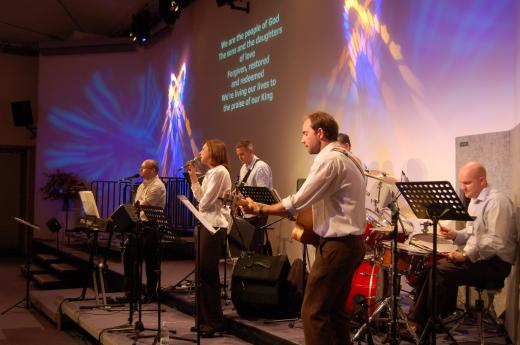 We are the people of God
The sons and the daughters
of love
Forgiven, restored
and redeemed
We're living our lives to
the praise of our King